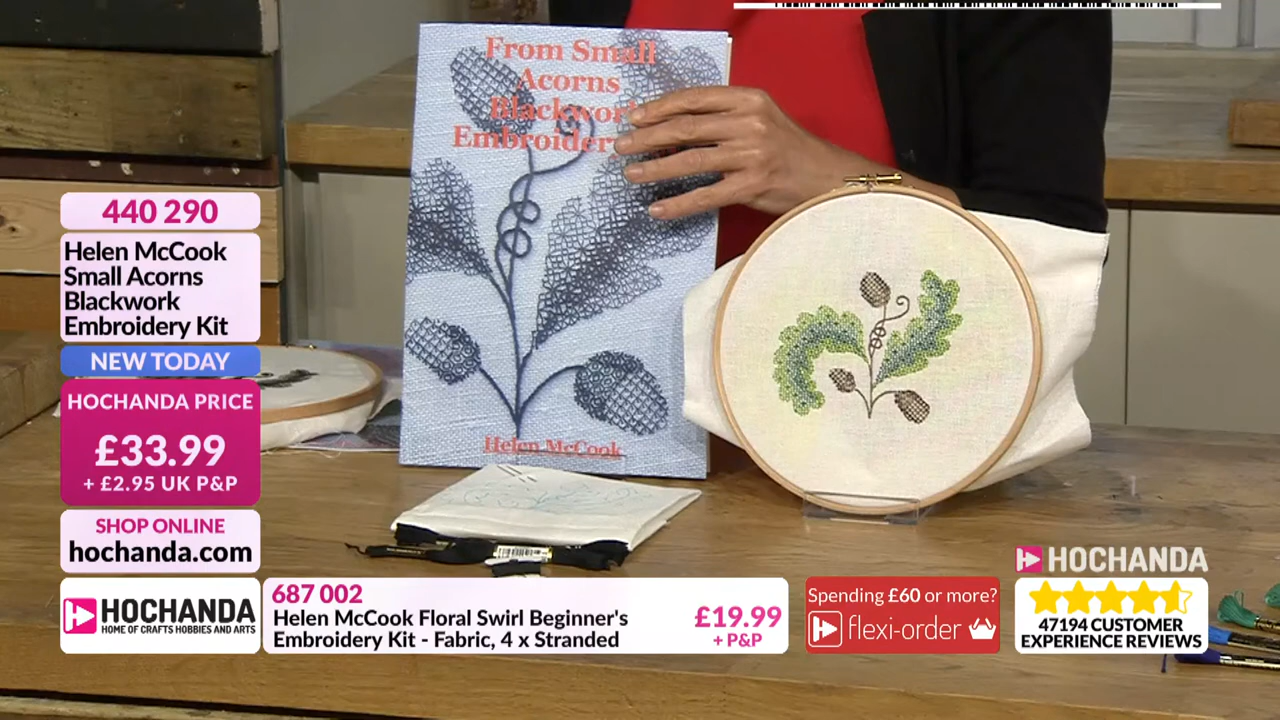 From Small
Acorns
Blackwork
Embroider
Helen McCook
440 290
Helen McCook
Small Acorns
Blackwork
Embroidery Kit
NEW TODAY
HOCHANDA PRICE
£33.99
+ £2.95 UK P&P
SHOP ONLINE
hochanda.com
HOCHANDA
HOME OF CRAFTS HOBBIES AND ARTS
687 002
Helen McCook Floral Swirl Beginner's
Embroidery Kit - Fabric, 4 x Stranded
£19.99
+ P&P
Spending £60 or more?
flexi-order
HOCHANDA
47194 CUSTOMER
EXPERIENCE REVIEWS